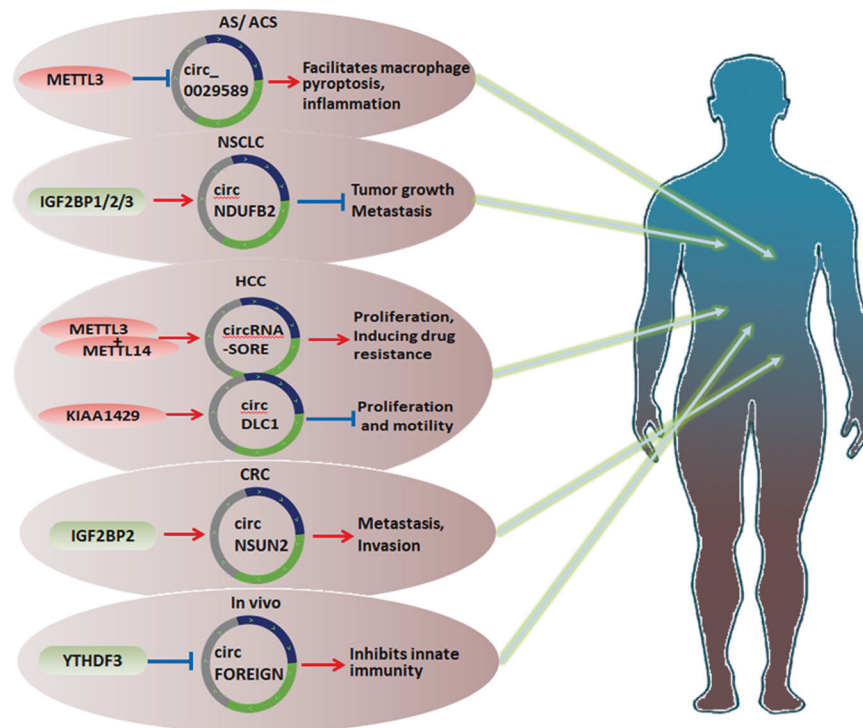 AS/ ACS
METTL3
circ_
0029589
Facilitates macrophage
pyroptosis,
inflammation
NSCLC
IGF2BP1/2/3
circ
NDUFB2
Tumor growth
Metastasis
HCC
METTL3
+
METTL14
circRNA
-SORE
Proliferation,
Inducing drug
resistance
KIAA1429
circ
DLC1
Proliferation
and motility
CRC
IGF2BP2
circ
NSUN2
Metastasis,
Invasion
In vivo
YTHDF3
circ
FOREIGN
Inhibits innate
immunity